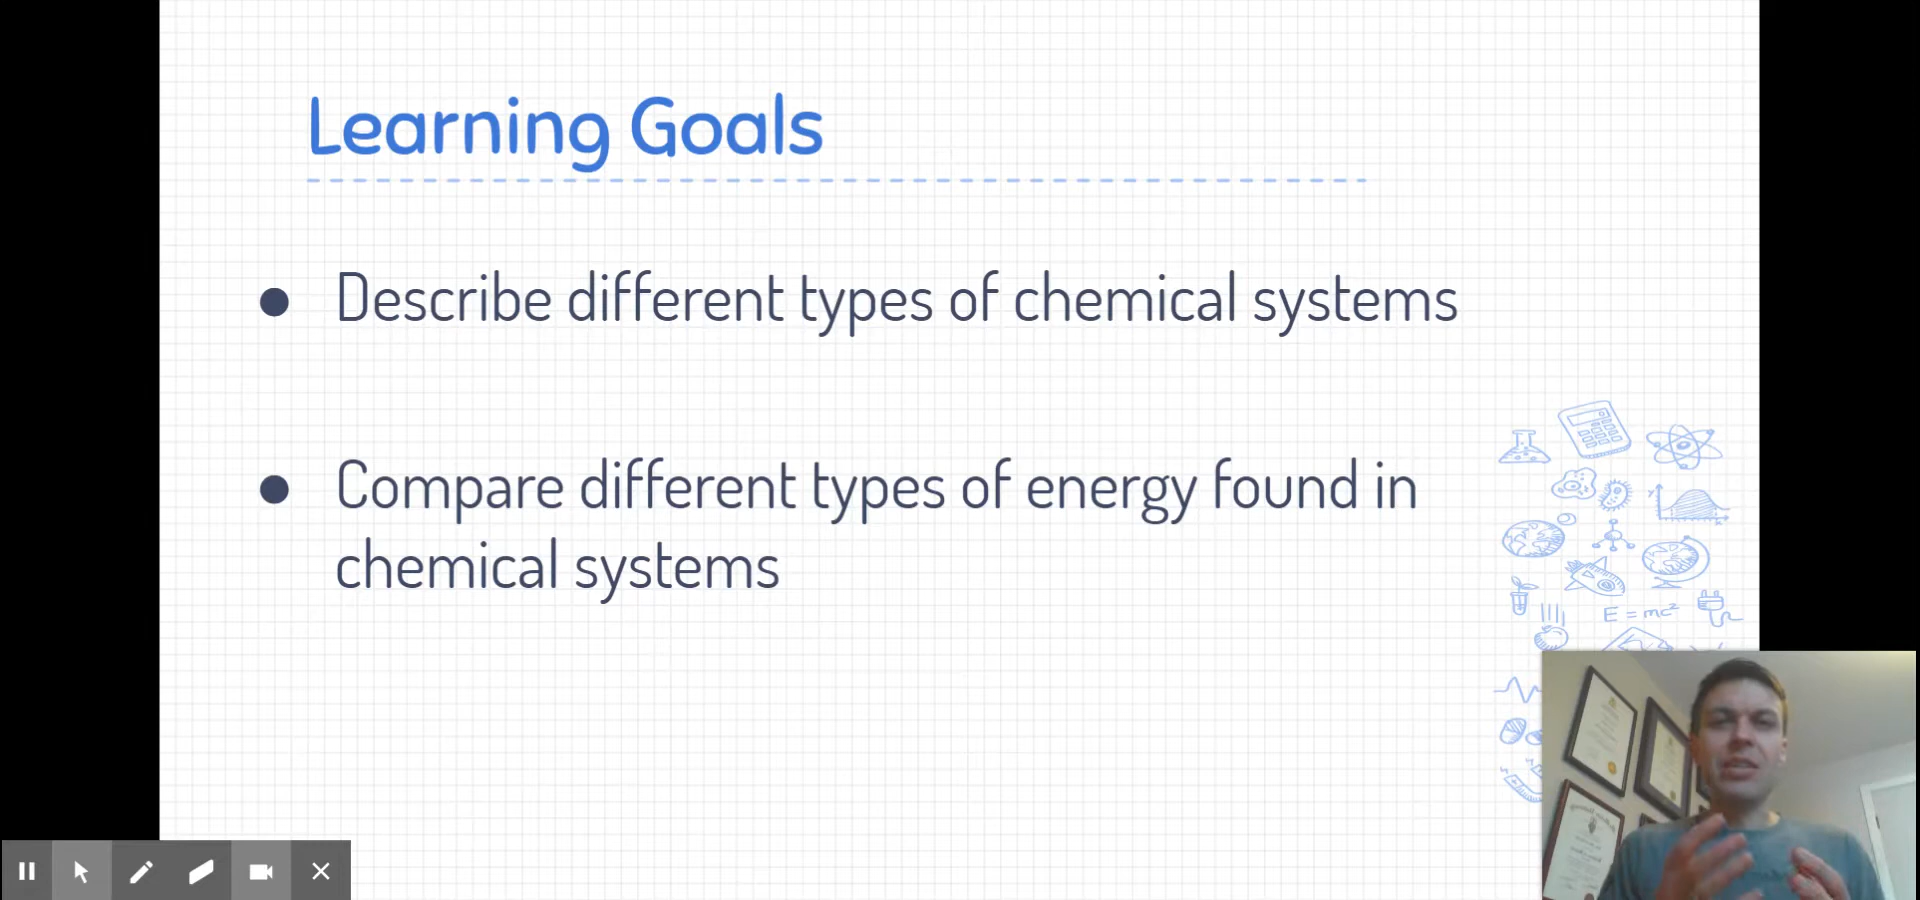 Learning Goals
● Describe different types of chemical systems
● Compare different types of energy found in
chemical systems
E = mc²